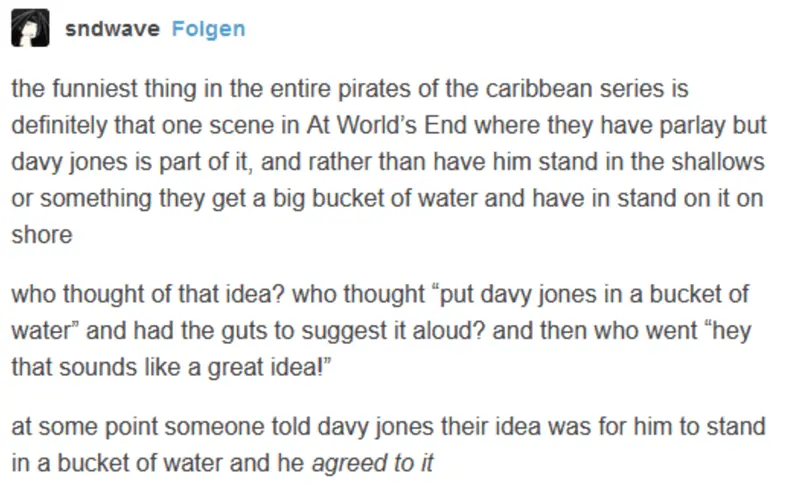 sndwave Folgen
the funniest thing in the entire pirates of the caribbean series is
definitely that one scene in At World's End where they have parlay but
davy jones is part of it, and rather than have him stand in the shallows
or something they get a big bucket of water and have in stand on it on
shore
who thought of that idea? who thought “put davy jones in a bucket of
water” and had the guts to suggest it aloud? and then who went “hey
that sounds like a great idea!”
at some point someone told davy jones their idea was for him to stand
in a bucket of water and he agreed to it